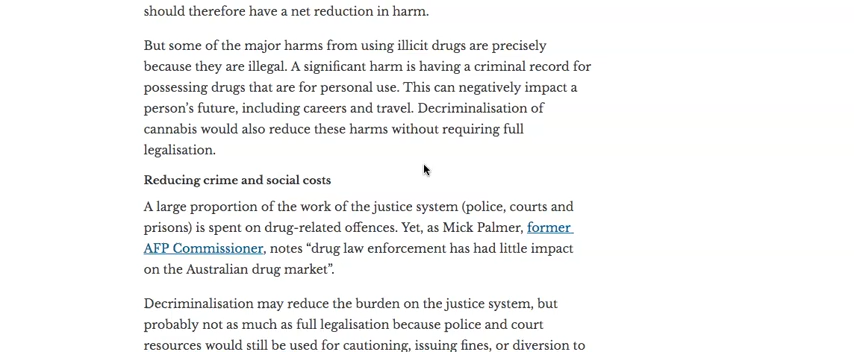 should therefore have a net reduction in harm.
But some of the major harms from using illicit drugs are precisely
because they are illegal. A significant harm is having a criminal record for
possessing drugs that are for personal use. This can negatively impact a
person’s future, including careers and travel. Decriminalisation of
cannabis would also reduce these harms without requiring full
legalisation.
Reducing crime and social costs
A large proportion of the work of the justice system (police, courts and
prisons) is spent on drug-related offences. Yet, as Mick Palmer, former
AFP Commissioner, notes “drug law enforcement has had little impact
on the Australian drug market”.
Decriminalisation may reduce the burden on the justice system, but
probably not as much as full legalisation because police and court
resources would still be used for cautioning, issuing fines, or diversion to